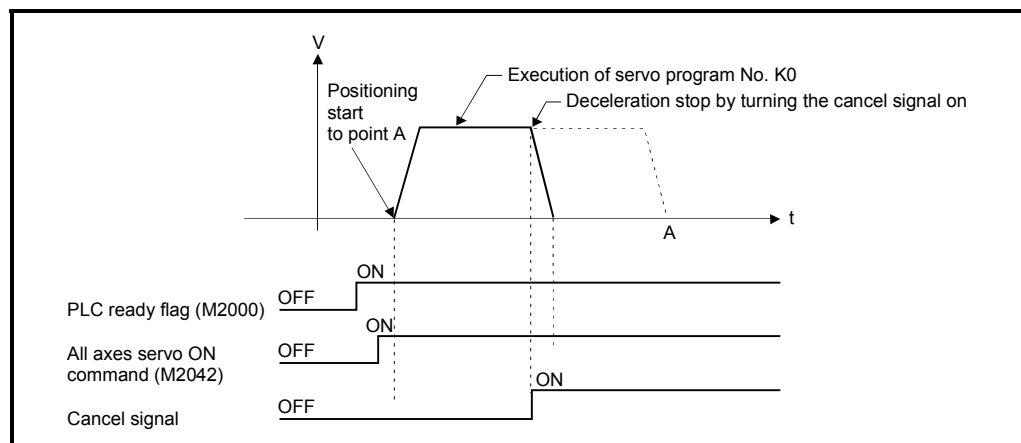 V
Execution of servo program No. K0
Deceleration stop by turning the cancel signal on
Positioning
start
to point A
t
A
ON
OFF
PLC ready flag (M2000)
ON
OFF
All axes servo ON
command (M2042)
ON
OFF
Cancel signal